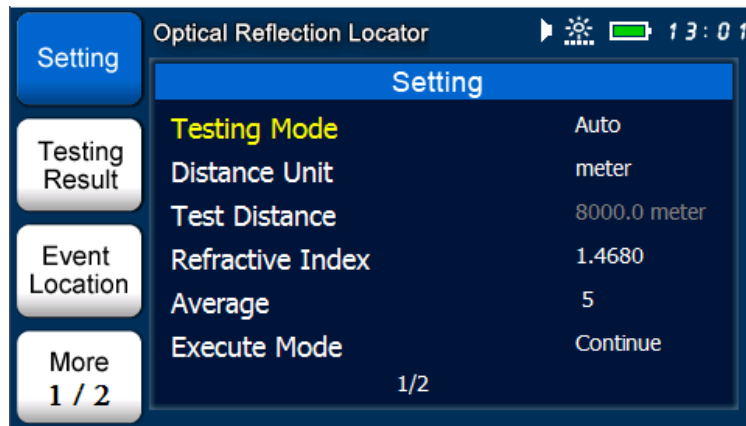 Optical Reflection Locator 13:01
Setting
Testing
Result
Event
Location
More
1 / 2
Setting
Testing Mode Auto
Distance Unit meter
Test Distance 8000.0 meter
Refractive Index 1.4680
Average 5
Execute Mode Continue
1/2